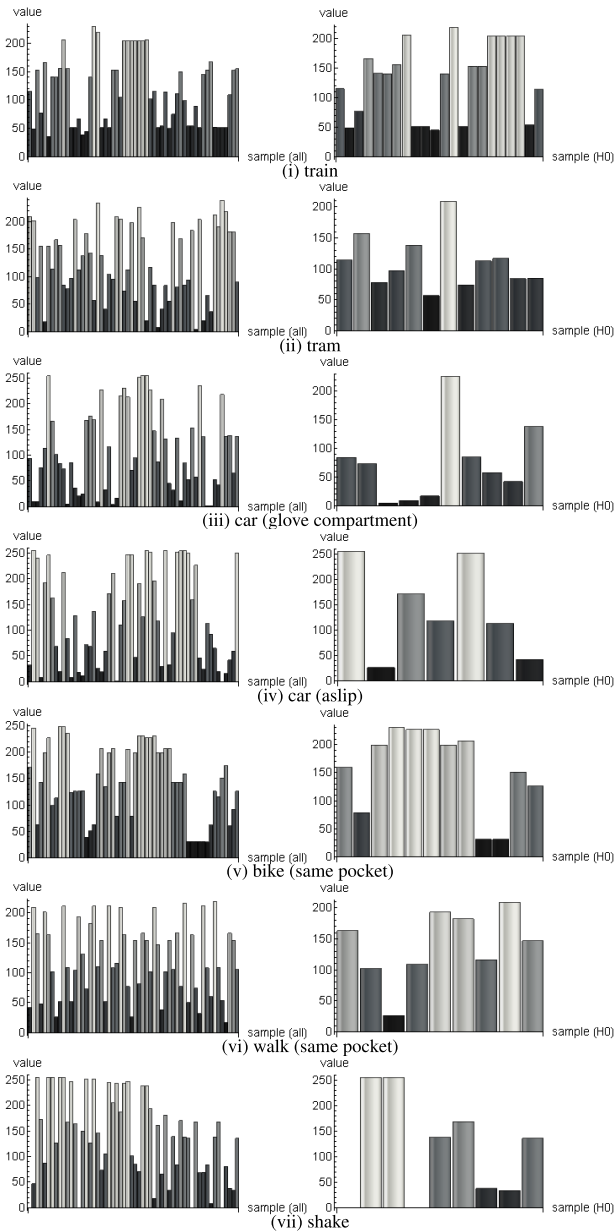 value value
200 200
150 150
100 100
50 50
0 0
sample (all) sample (H0)
(i) train
value value
200 200
150 150
100 100
50 50
0 0
sample (all) sample (H0)
(ii) tram
value value
250
200 200
150 150
100 100
50 50
0 0
sample (all) sample (H0)
(iii) car (glove compartment)
value value
250 250
200 200
150 150
100 100
50 50
0 0
sample (all) sample (H0)
(iv) car (aslip)
value value
250
200 200
150 150
100 100
50 50
0 0
sample (all) sample (H0)
(v) bike (same pocket)
value value
200 200
150 150
100 100
50 50
0 0
sample (all) sample (H0)
(vi) walk (same pocket)
value value
250 250
200 200
150 150
100 100
50 50
0 0
sample (all) sample (H0)
(vii) shake